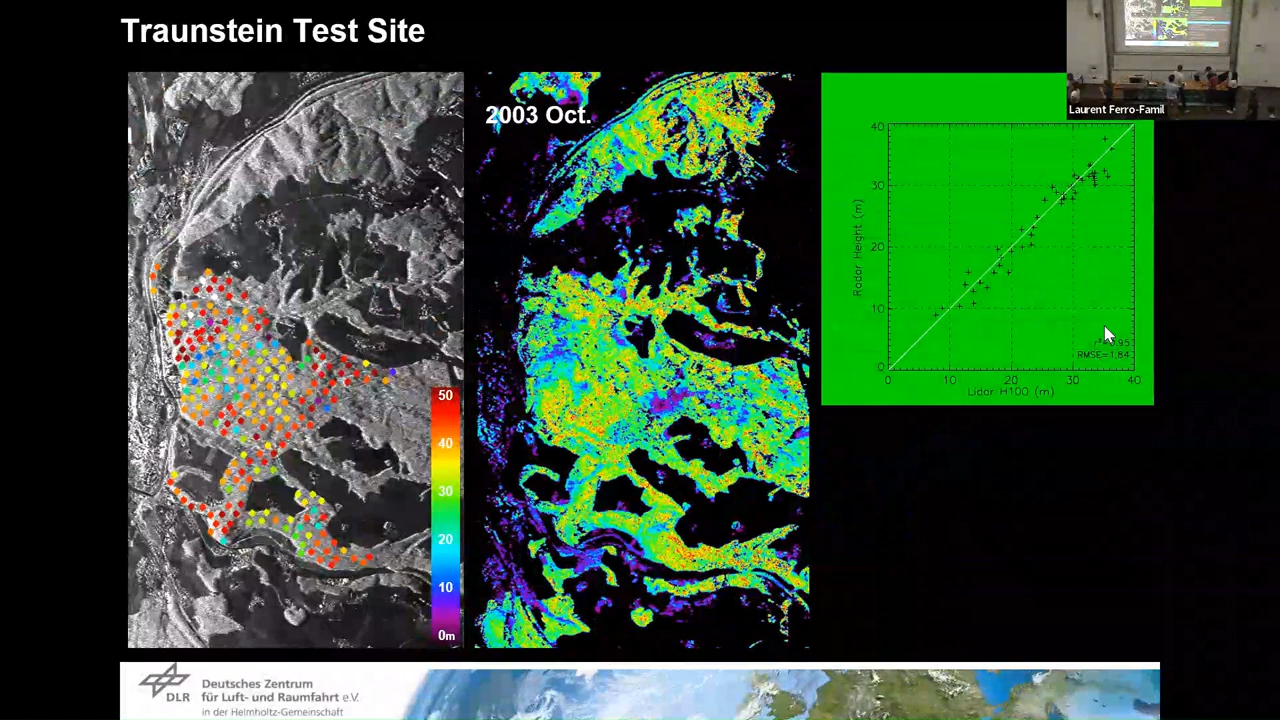 Traunstein Test Site
Laurent Ferro-Famil
2003 Oct.
50
40
30
20
10
0m
40
30
20
10
0
Radar Height (m)
0 10 20 30 40
Lidar H100 (m)
RMSE=1.84
DLR
Deutsches Zentrum
für Luft- und Raumfahrt e.V.
in der Helmholtz-Gemeinschaft